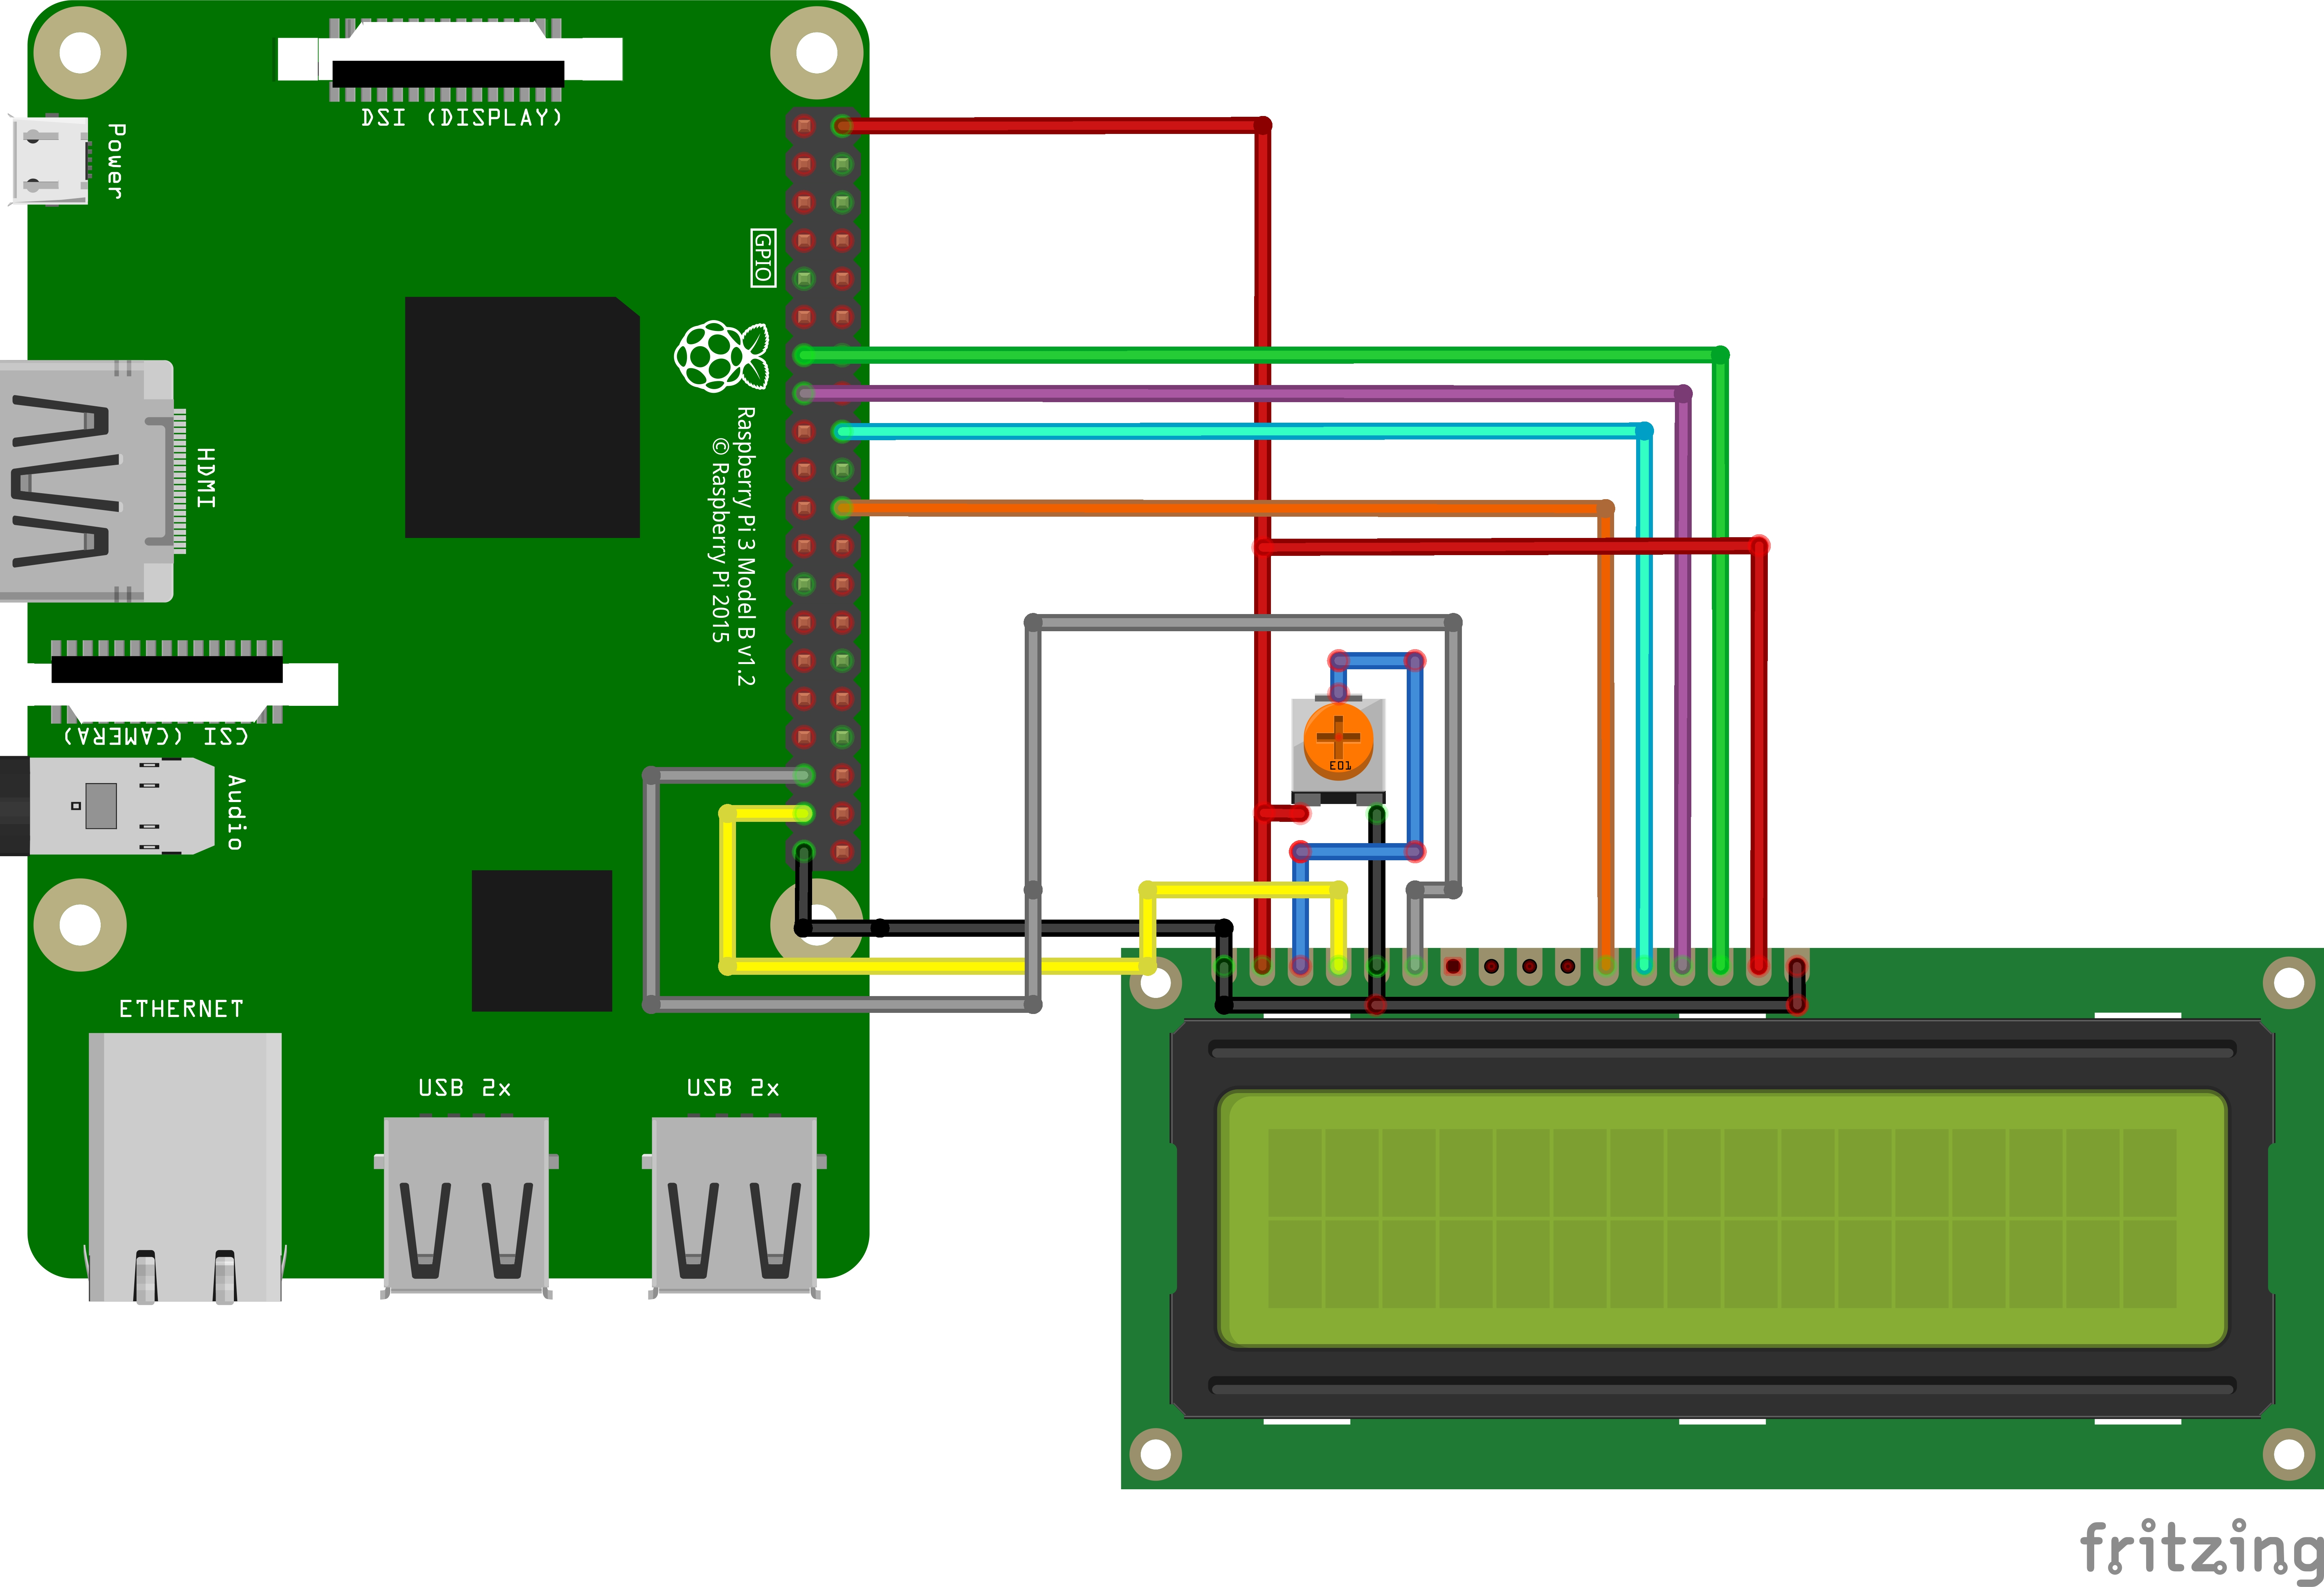 DSI (DISPLAY)
Power
GPIO
HDMI
Raspberry Pi 3 Model B v1.2
© Raspberry Pi 2015
CSI (CAMERA)
Audio
E01
ETHERNET
USB 2x
USB 2x
fritzing